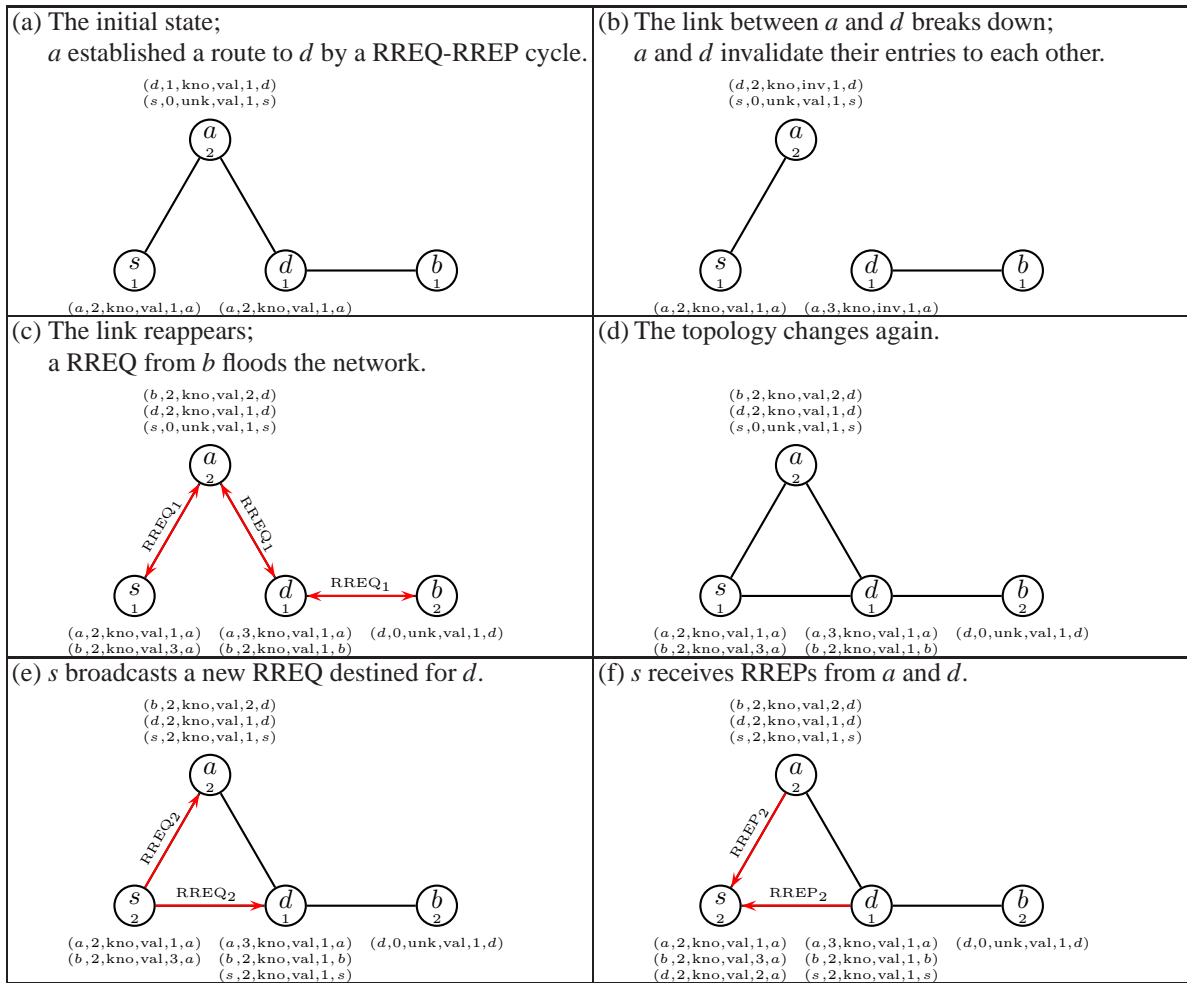 (a) The initial state;
a established a route to d by a RREQ-RREP cycle.
(d,1,kno,val,1,d)
(s,0,unk,val,1,s)
a
2
s
1
d
1
b
1
(a,2,kno,val,1,a) (a,2,kno,val,1,a)
(b) The link between a and d breaks down;
a and d invalidate their entries to each other.
(d,2,kno,inv,1,d)
(s,0,unk,val,1,s)
a
2
s
1
d
1
b
1
(a,2,kno,val,1,a) (a,3,kno,inv,1,a)
(c) The link reappears;
a RREQ from b floods the network.
(b,2,kno,val,2,d)
(d,2,kno,val,1,d)
(s,0,unk,val,1,s)
a
2
RREQ1
RREQ1
RREQ1
s
1
d
1
b
2
(a,2,kno,val,1,a) (a,3,kno,val,1,a) (d,0,unk,val,1,d)
(b,2,kno,val,3,a) (b,2,kno,val,1,b)
(d) The topology changes again.
(b,2,kno,val,2,d)
(d,2,kno,val,1,d)
(s,0,unk,val,1,s)
a
2
s
1
d
1
b
2
(a,2,kno,val,1,a) (a,3,kno,val,1,a) (d,0,unk,val,1,d)
(b,2,kno,val,3,a) (b,2,kno,val,1,b)
(e) s broadcasts a new RREQ destined for d.
(b,2,kno,val,2,d)
(d,2,kno,val,1,d)
(s,2,kno,val,1,s)
a
2
RREQ2
RREQ2
s
2
d
1
b
2
(a,2,kno,val,1,a) (a,3,kno,val,1,a) (d,0,unk,val,1,d)
(b,2,kno,val,3,a) (b,2,kno,val,1,b)
(s,2,kno,val,1,s)
(f) s receives RREPs from a and d.
(b,2,kno,val,2,d)
(d,2,kno,val,1,d)
(s,2,kno,val,1,s)
a
2
RREP2
RREP2
s
2
d
1
b
2
(a,2,kno,val,1,a) (a,3,kno,val,1,a) (d,0,unk,val,1,d)
(b,2,kno,val,3,a) (b,2,kno,val,1,b)
(d,2,kno,val,2,a) (s,2,kno,val,1,s)